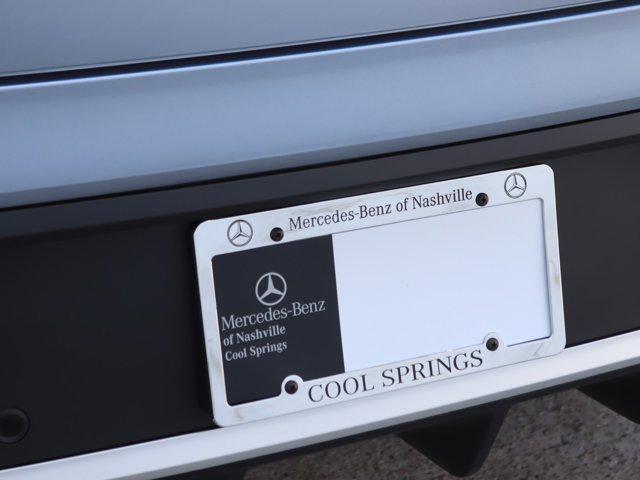 Mercedes-Benz of Nashville
Mercedes-Benz
of Nashville
Cool Springs
COOL SPRINGS